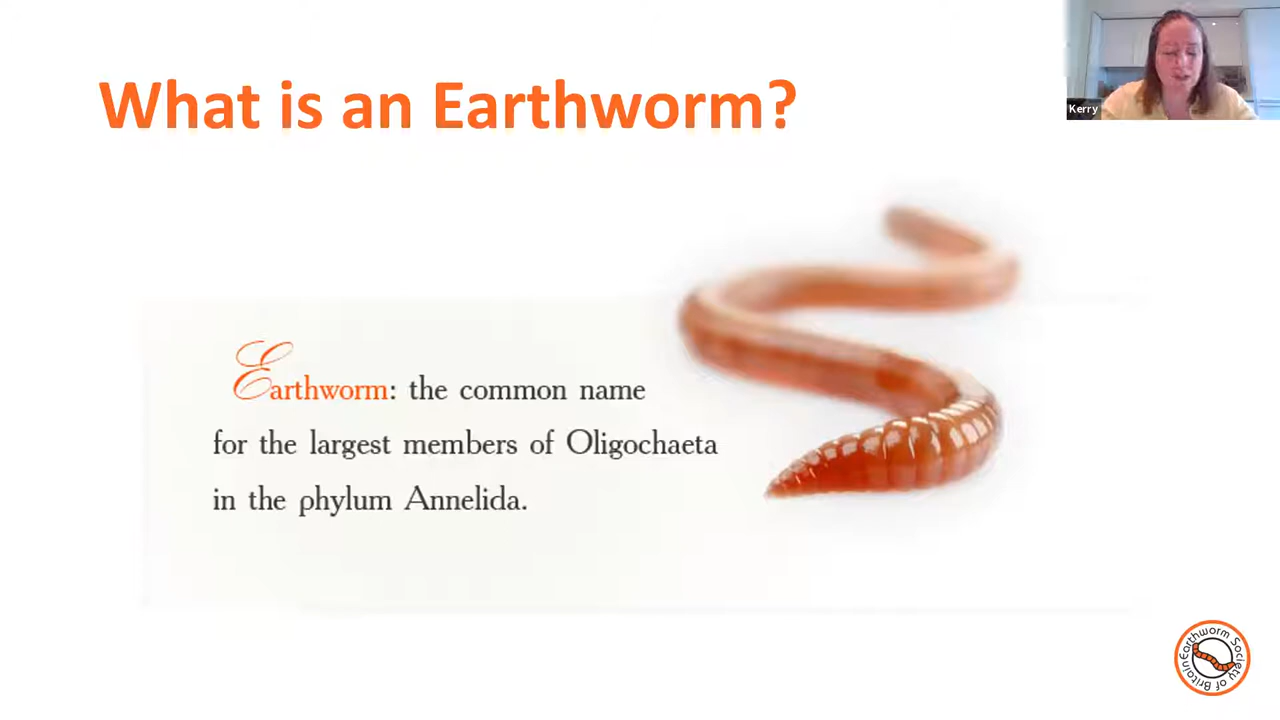 What is an Earthworm?
Kerry
Earthworm: the common name
for the largest members of Oligochaeta
in the phylum Annelida.
Earthworm Society of Britain